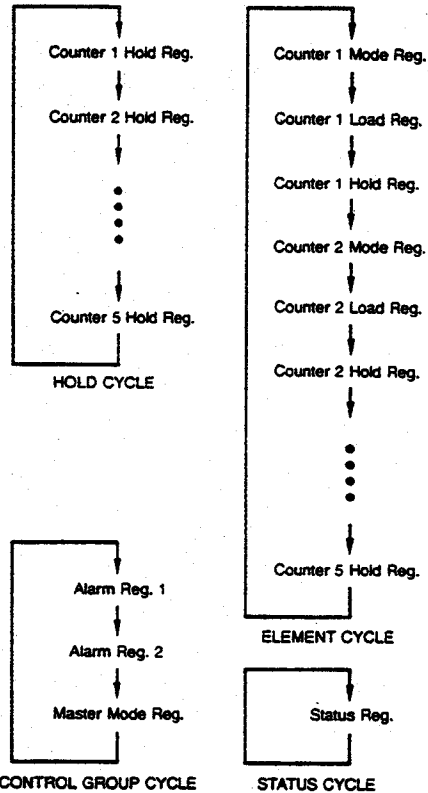 Counter 1 Hold Reg.
Counter 2 Hold Reg.
Counter 5 Hold Reg.
HOLD CYCLE
Counter 1 Mode Reg.
Counter 1 Load Reg.
Counter 1 Hold Reg.
Counter 2 Mode Reg.
Counter 2 Load Reg.
Counter 2 Hold Reg.
Counter 5 Hold Reg.
ELEMENT CYCLE
Alarm Reg. 1
Alarm Reg. 2
Master Mode Reg.
CONTROL GROUP CYCLE
Status Reg.
STATUS CYCLE